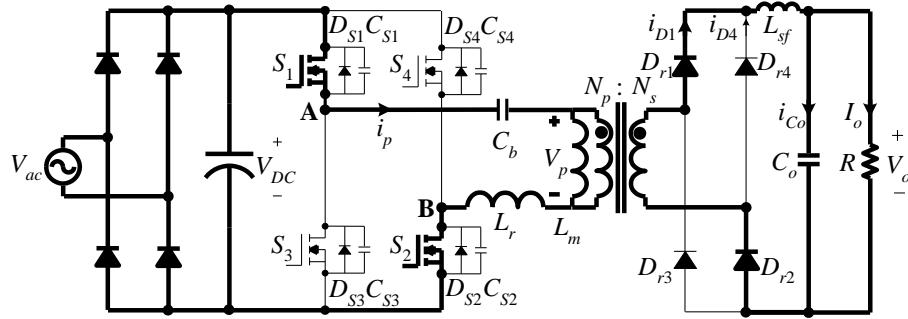 D_{S1} C_{S1}
D_{S4} C_{S4}
i_{D1}
i_{D4}
L_{sf}
S_1
S_4
D_{r1}
D_{r4}
N_p : N_s
A
i_p
C_b
+
V_p
-
i_{Co}
I_o
V_{ac}
+
V_{DC}
-
C_o
R
+
V_o
-
B
L_r
L_m
S_3
S_2
D_{r3}
D_{r2}
D_{S3} C_{S3}
D_{S2} C_{S2}